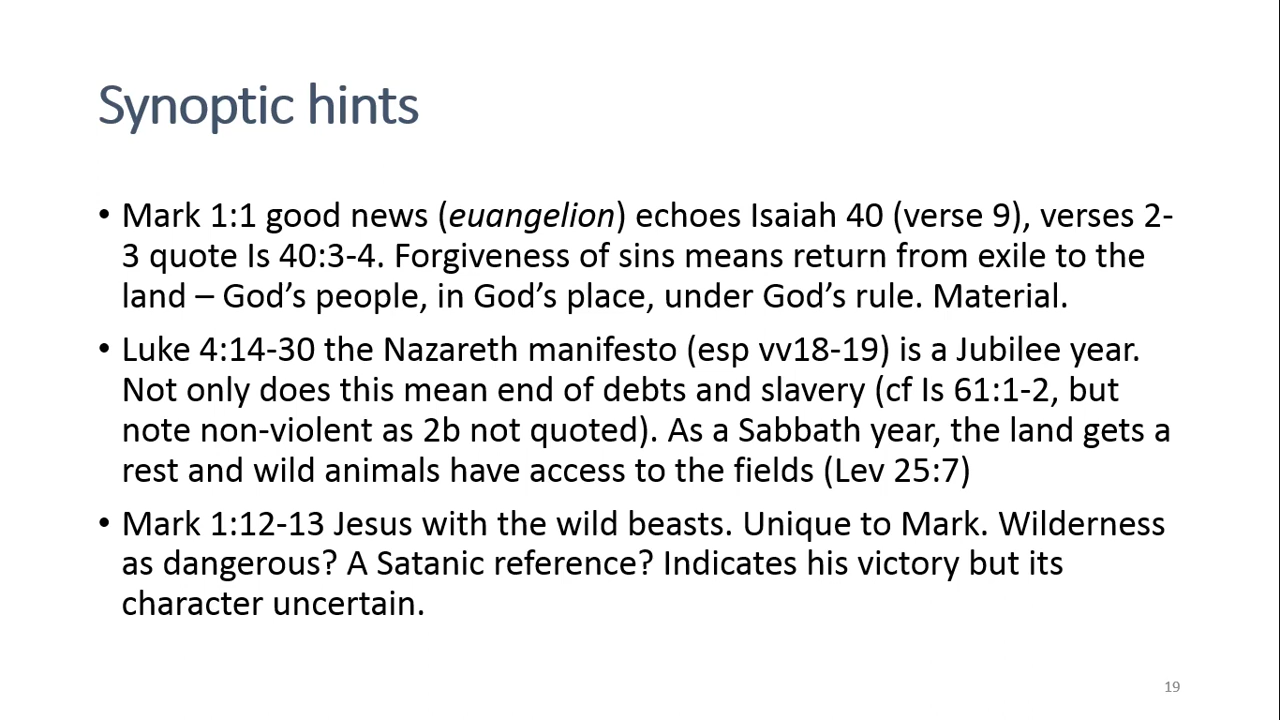 Synoptic hints
• Mark 1:1 good news (euangelion) echoes Isaiah 40 (verse 9), verses 2-
3 quote Is 40:3-4. Forgiveness of sins means return from exile to the
land – God’s people, in God’s place, under God’s rule. Material.
• Luke 4:14-30 the Nazareth manifesto (esp vv18-19) is a Jubilee year.
Not only does this mean end of debts and slavery (cf Is 61:1-2, but
note non-violent as 2b not quoted). As a Sabbath year, the land gets a
rest and wild animals have access to the fields (Lev 25:7)
• Mark 1:12-13 Jesus with the wild beasts. Unique to Mark. Wilderness
as dangerous? A Satanic reference? Indicates his victory but its
character uncertain.
19